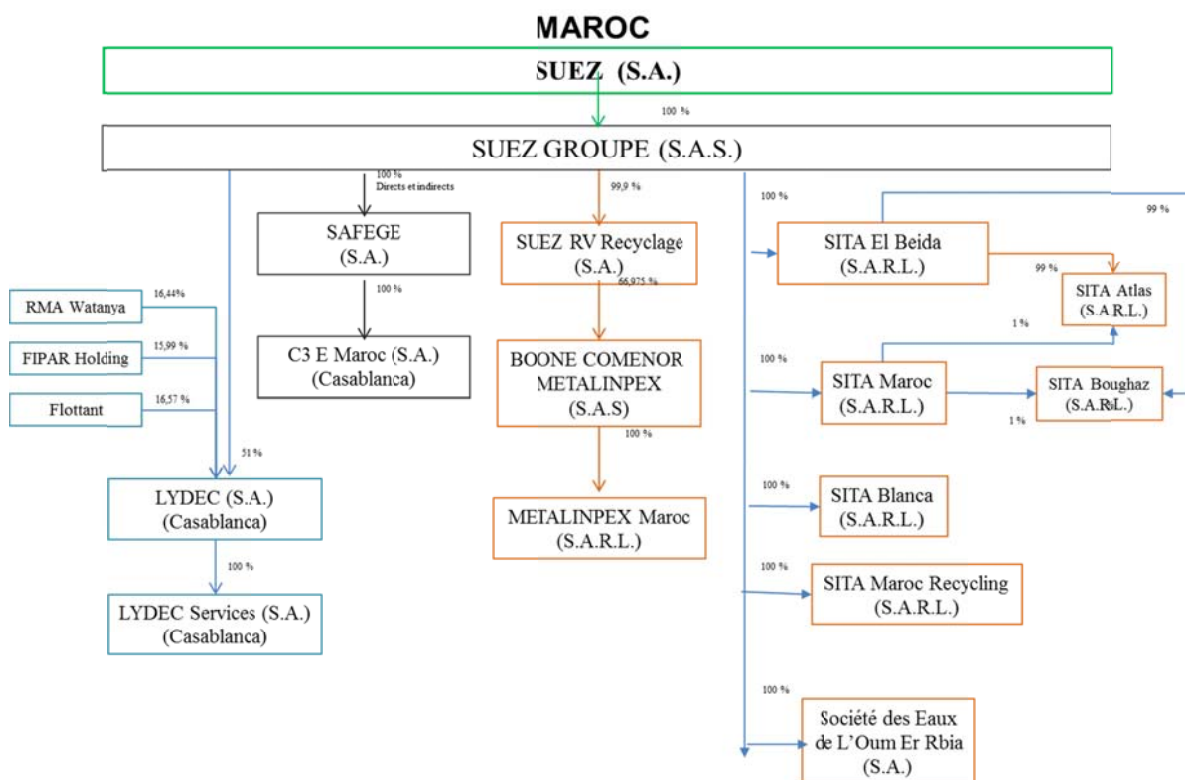 MAROC
SUEZ (S.A.)
100 %
SUEZ GROUPE (S.A.S.)
100 %
Directs et indirects
99,9 %
100 %
99 %
SAFEGE
(S.A.)
SUEZ RV Recyclage
(S.A.)
SITA El Beida
(S.A.R.L.)
99 %
SITA Atlas
(S.A.R.L.)
RMA Watanya
16,44%
100 %
66,975 %
1 %
FIPAR Holding
15,99 %
C3 E Maroc (S.A.)
(Casablanca)
BOONE COMENOR
METALINPEX
(S.A.S)
100 %
SITA Maroc
(S.A.R.L.)
SITA Boughaz
(S.A.R.L.)
1 %
Flottant
16,57 %
51 %
100 %
LYDEC (S.A.)
(Casablanca)
METALINPEX Maroc
(S.A.R.L.)
100 %
SITA Blanca
(S.A.R.L.)
100 %
LYDEC Services (S.A.)
(Casablanca)
100 %
SITA Maroc Recycling
(S.A.R.L.)
100 %
Société des Eaux
de L'Oum Er Rbia
(S.A.)